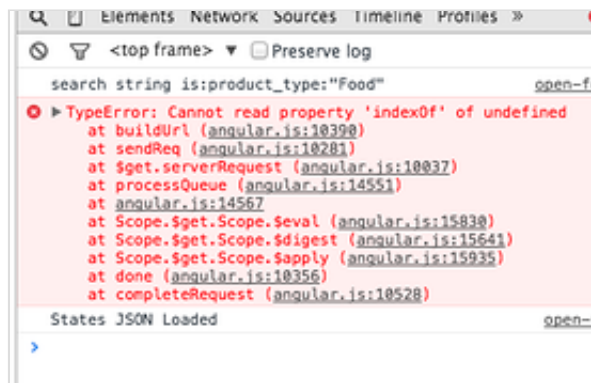 Elements Network Sources Timeline Profiles »
<top frame> ▼ Preserve log
search string is:product_type:"Food" open-f
TypeError: Cannot read property 'indexOf' of undefined
at buildUrl (angular.js:10390)
at sendReq (angular.js:10281)
at $get.serverRequest (angular.js:10037)
at processQueue (angular.js:14551)
at angular.js:14567
at Scope.$get.Scope.$eval (angular.js:15830)
at Scope.$get.Scope.$digest (angular.js:15641)
at Scope.$get.Scope.$apply (angular.js:15935)
at done (angular.js:10356)
at completeRequest (angular.js:10528)
States JSON Loaded open-
>